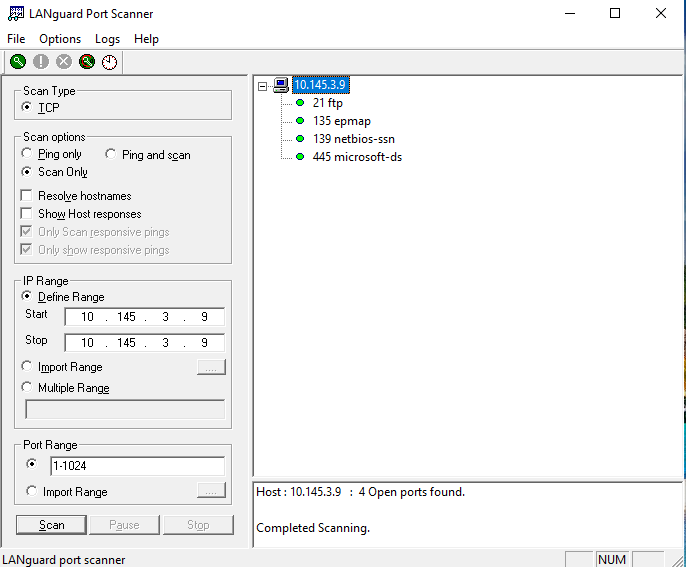 LANguard Port Scanner
File Options Logs Help
Scan Type
TCP
Scan options
Ping only
Ping and scan
Scan Only
Resolve hostnames
Show Host responses
Only Scan responsive pings
Only show responsive pings
IP Range
Define Range
Start 10 . 145 . 3 . 9
Stop 10 . 145 . 3 . 9
Import Range ....
Multiple Range
Port Range
1-1024
Import Range ....
Scan Pause Stop
10.145.3.9
21 ftp
135 epmap
139 netbios-ssn
445 microsoft-ds
Host : 10.145.3.9 : 4 Open ports found.
Completed Scanning.
LANguard port scanner
NUM